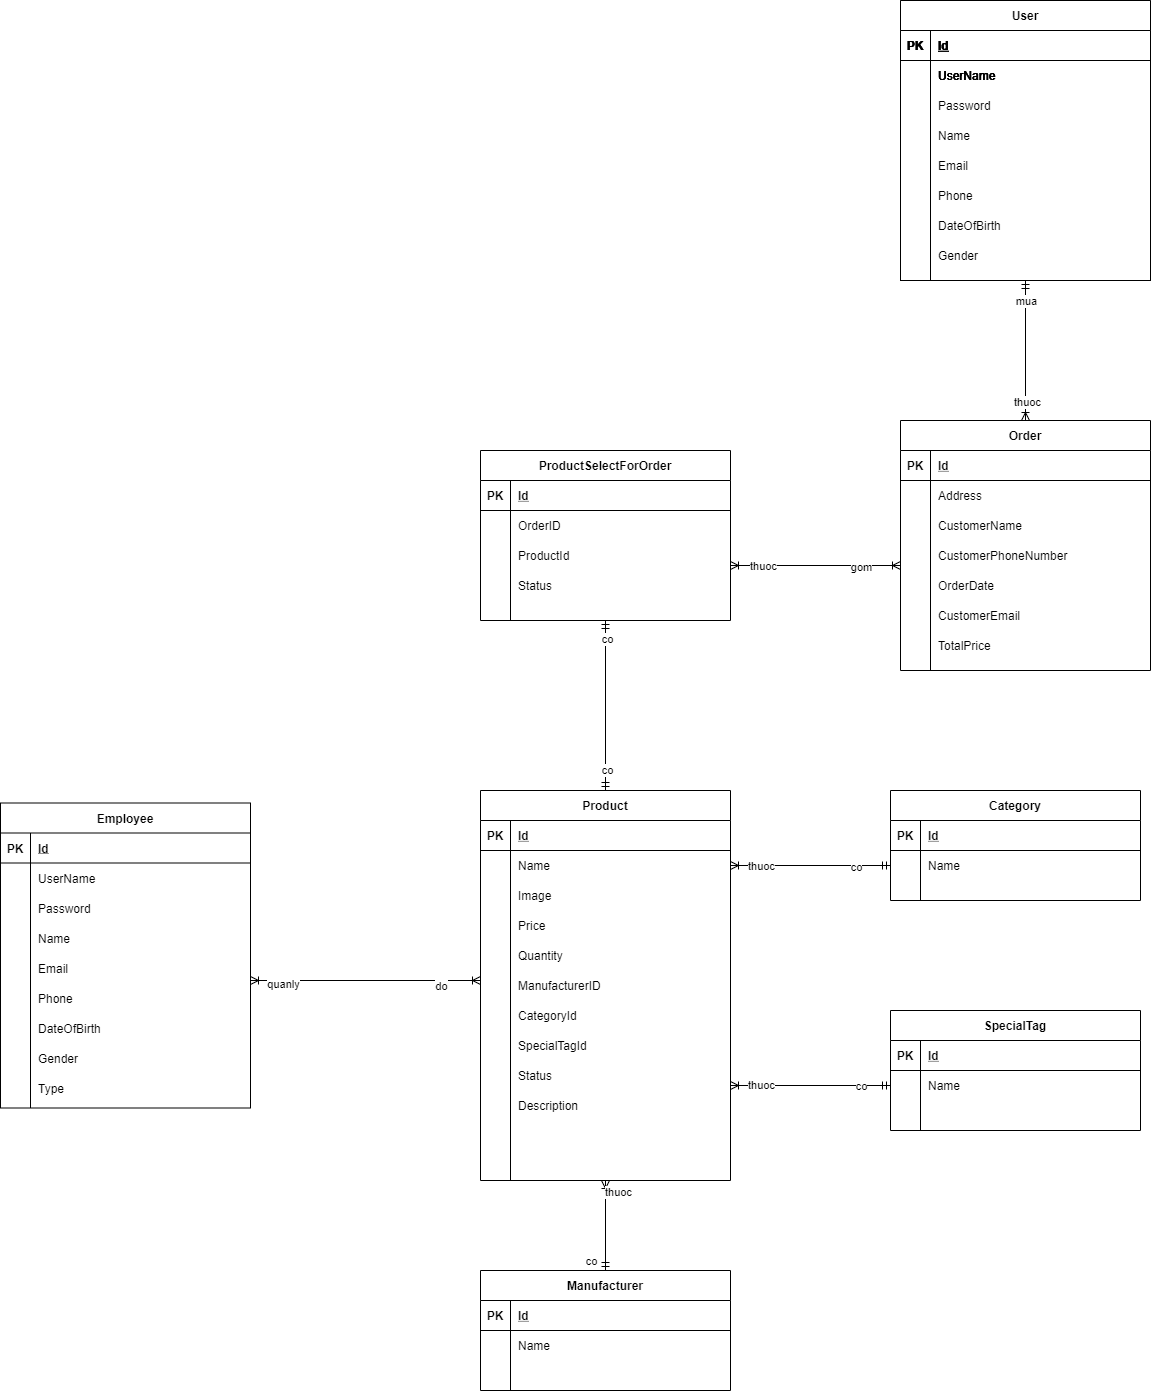 User
PK Id
UserName
Password
Name
Email
Phone
DateOfBirth
Gender
mua
thuoc
Order
PK Id
Address
CustomerName
CustomerPhoneNumber
OrderDate
CustomerEmail
TotalPrice
ProductSelectForOrder
PK Id
OrderID
ProductId
Status
thuoc gom
co
co
Product
PK Id
Name
Image
Price
Quantity
ManufacturerID
CategoryId
SpecialTagId
Status
Description
Category
PK Id
Name
thuoc co
Employee
PK Id
UserName
Password
Name
Email
Phone
DateOfBirth
Gender
Type
quanly do
SpecialTag
PK Id
Name
thuoc co
thuoc
co
Manufacturer
PK Id
Name